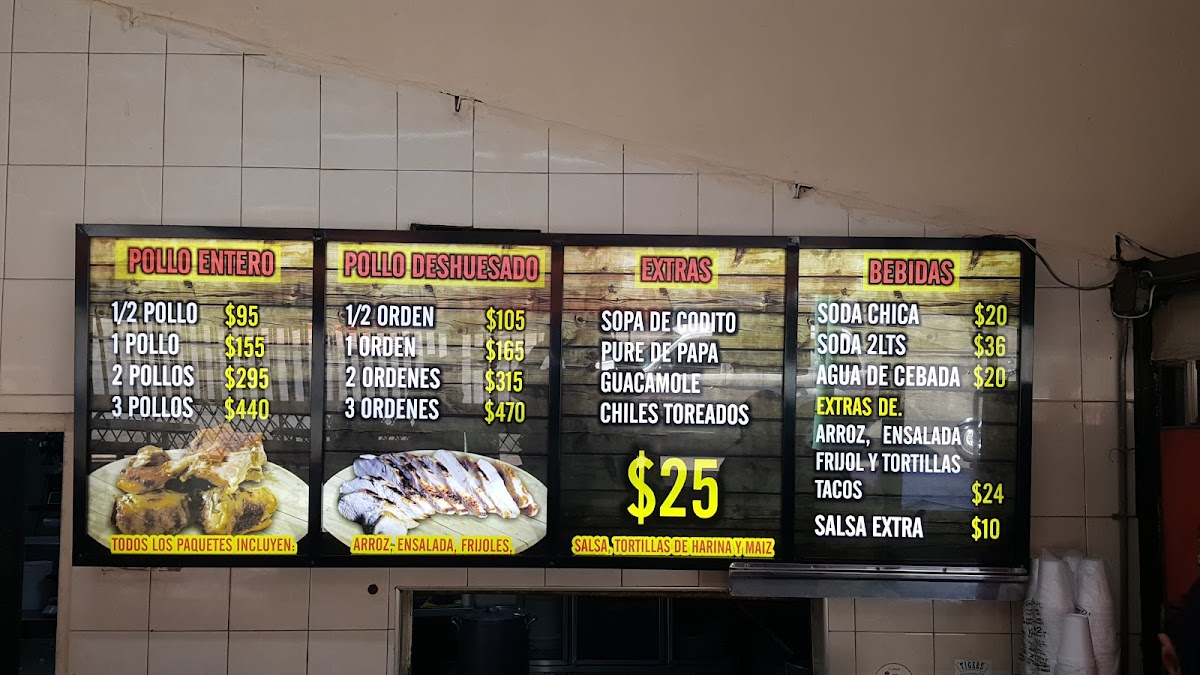 POLLO ENTERO
1/2 POLLO $95
1 POLLO $155
2 POLLOS $295
3 POLLOS $440
TODOS LOS PAQUETES INCLUYEN:
POLLO DESHUESADO
1/2 ORDEN $105
1 ORDEN $165
2 ORDENES $315
3 ORDENES $470
ARROZ, ENSALADA, FRIJOLES,
EXTRAS
SOPA DE CODITO
PURE DE PAPA
GUACAMOLE
CHILES TOREADOS
$25
SALSA, TORTILLAS DE HARINA Y MAIZ
BEBIDAS
SODA CHICA $20
SODA 2LTS $36
AGUA DE CEBADA $20
EXTRAS DE.
ARROZ, ENSALADA
FRIJOL Y TORTILLAS
TACOS $24
SALSA EXTRA $10
TIGERS